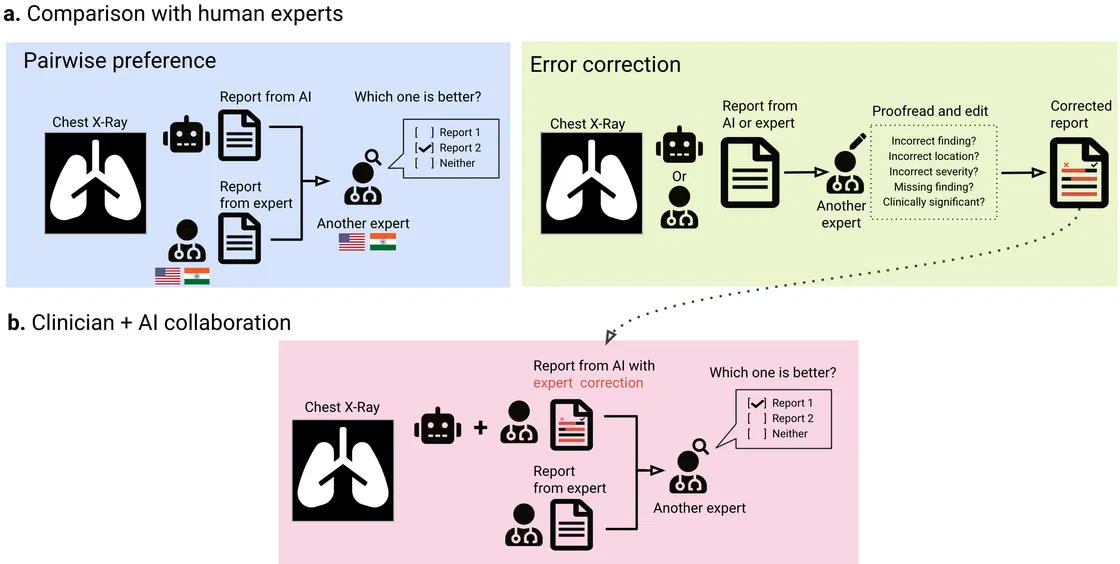 a. Comparison with human experts
Pairwise preference
Chest X-Ray
Report from AI
Report
from expert
Which one is better?
[ ] Report 1
[✓] Report 2
[ ] Neither
Another expert
Error correction
Chest X-Ray
Or
Report from
AI or expert
Another
expert
Proofread and edit
Incorrect finding?
Incorrect location?
Incorrect severity?
Missing finding?
Clinically significant?
Corrected
report
b. Clinician + AI collaboration
Chest X-Ray
+
Report from AI with
expert correction
Report
from expert
Which one is better?
[✓] Report 1
[ ] Report 2
[ ] Neither
Another expert